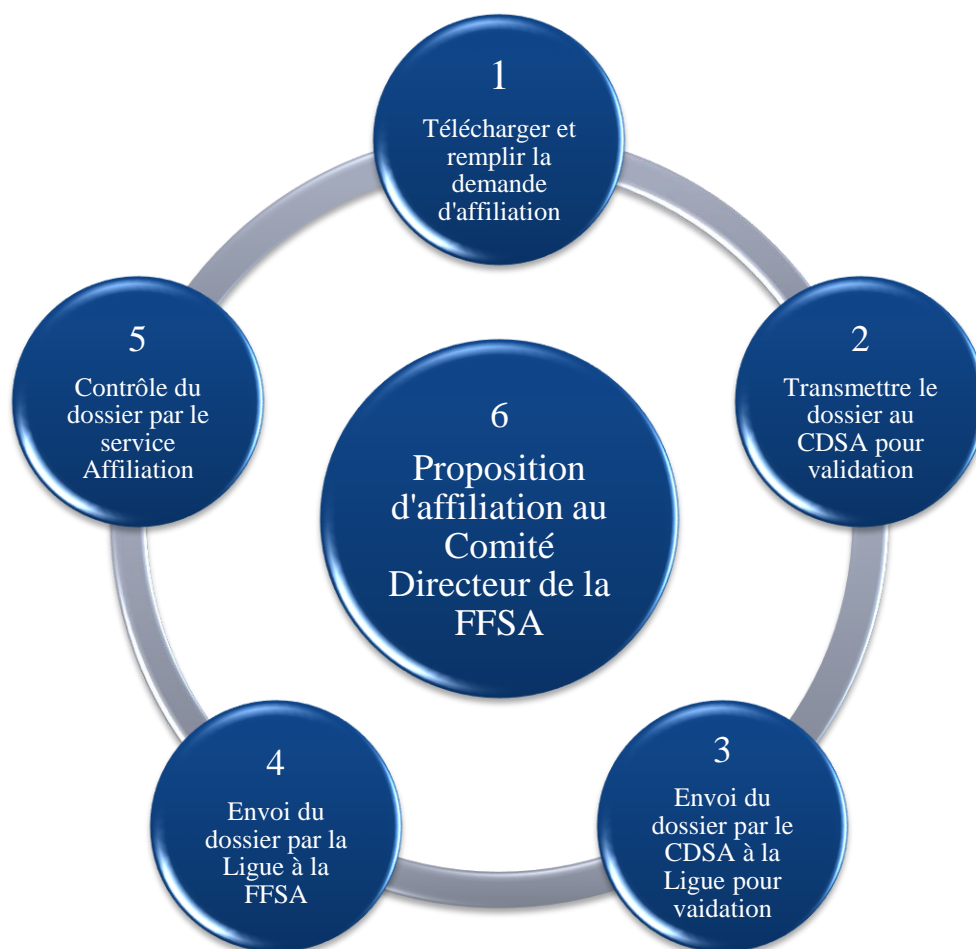 1
Télécharger et
remplir la
demande
d'affiliation
2
Transmettre le
dossier au
CDSA pour
validation
3
Envoi du
dossier par le
CDSA à la
Ligue pour
vaidation
4
Envoi du
dossier par la
Ligue à la
FFSA
5
Contrôle du
dossier par le
service
Affiliation
6
Proposition
d'affiliation au
Comité
Directeur de la
FFSA